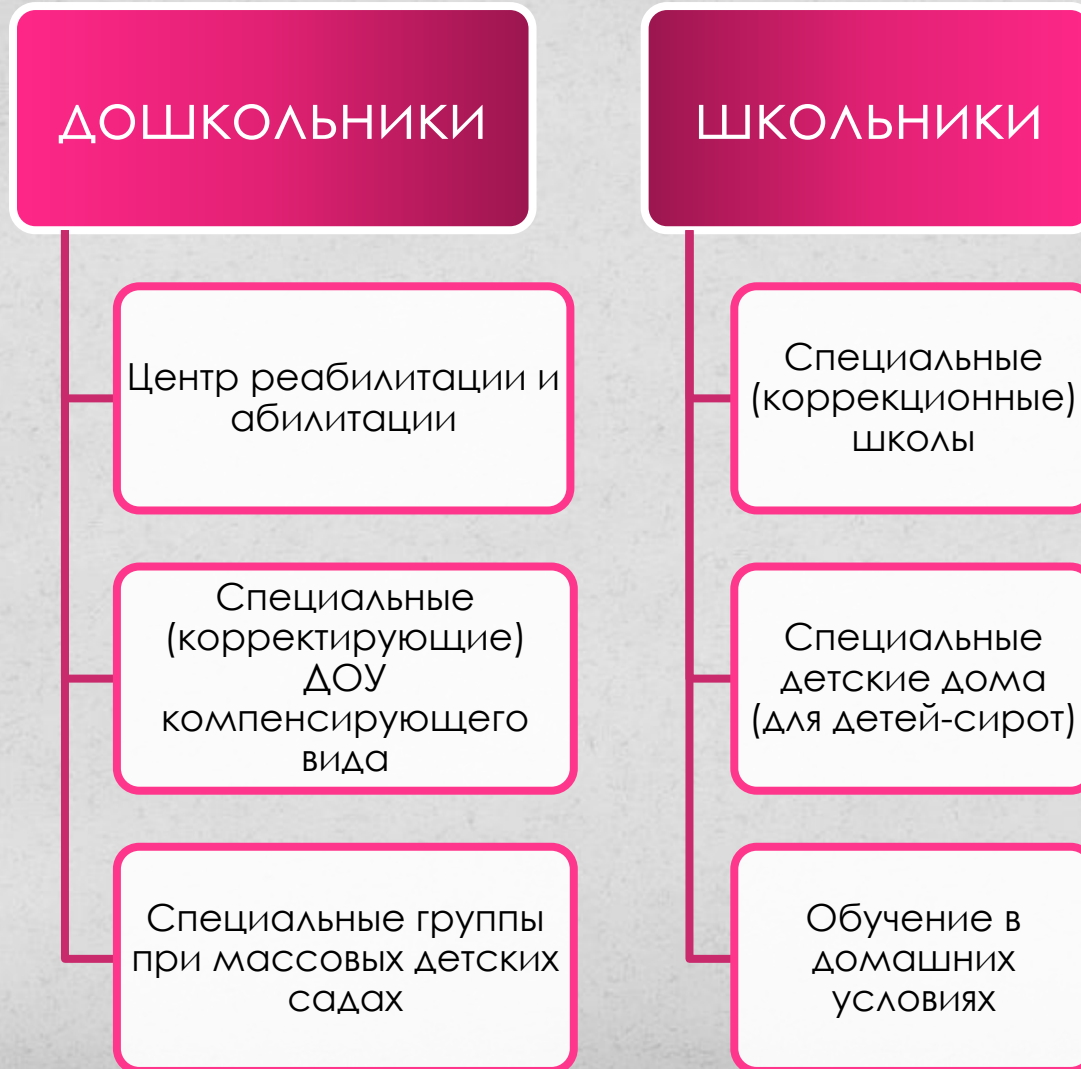 ДОШКОЛЬНИКИ
Центр реабилитации и
абилитации
Специальные
(корректирующие)
ДОУ
компенсирующего
вида
Специальные группы
при массовых детских
садах
ШКОЛЬНИКИ
Специальные
(коррекционные)
школы
Специальные
детские дома
(для детей-сирот)
Обучение в
домашних
условиях